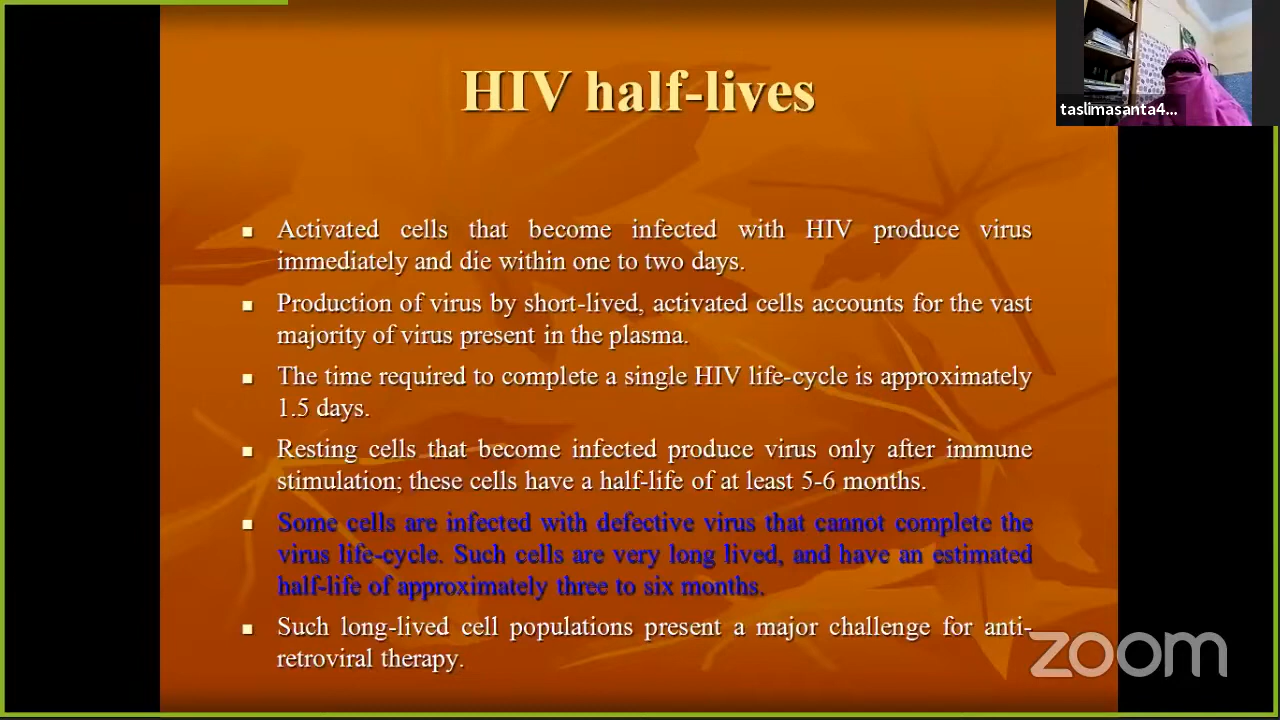 HIV half-lives
taslimasanta4...
Activated cells that become infected with HIV produce virus
immediately and die within one to two days.
Production of virus by short-lived, activated cells accounts for the vast
majority of virus present in the plasma.
The time required to complete a single HIV life-cycle is approximately
1.5 days.
Resting cells that become infected produce virus only after immune
stimulation; these cells have a half-life of at least 5-6 months.
Some cells are infected with defective virus that cannot complete the
virus life-cycle. Such cells are very long lived, and have an estimated
half-life of approximately three to six months.
Such long-lived cell populations present a major challenge for anti-
retroviral therapy.
zoom